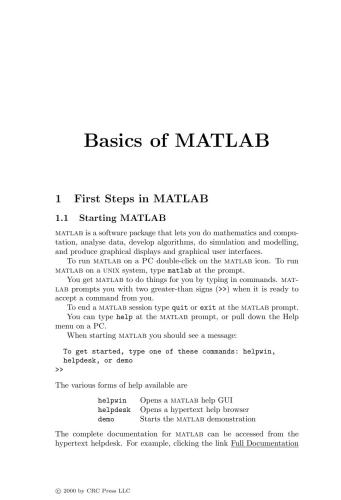 Basics of MATLAB
1 First Steps in MATLAB
1.1 Starting MATLAB
MATLAB is a software package that lets you do mathematics and compu-
tation, analyse data, develop algorithms, do simulation and modelling,
and produce graphical displays and graphical user interfaces.
To run MATLAB on a PC double-click on the MATLAB icon. To run
MATLAB on a UNIX system, type matlab at the prompt.
You get MATLAB to do things for you by typing in commands. MAT-
LAB prompts you with two greater-than signs (>>) when it is ready to
accept a command from you.
To end a MATLAB session type quit or exit at the MATLAB prompt.
You can type help at the MATLAB prompt, or pull down the Help
menu on a PC.
When starting MATLAB you should see a message:
To get started, type one of these commands: helpwin,
helpdesk, or demo
>>
The various forms of help available are
helpwin Opens a MATLAB help GUI
helpdesk Opens a hypertext help browser
demo Starts the MATLAB demonstration
The complete documentation for MATLAB can be accessed from the
hypertext helpdesk. For example, clicking the link Full Documentation
© 2000 by CRC Press LLC